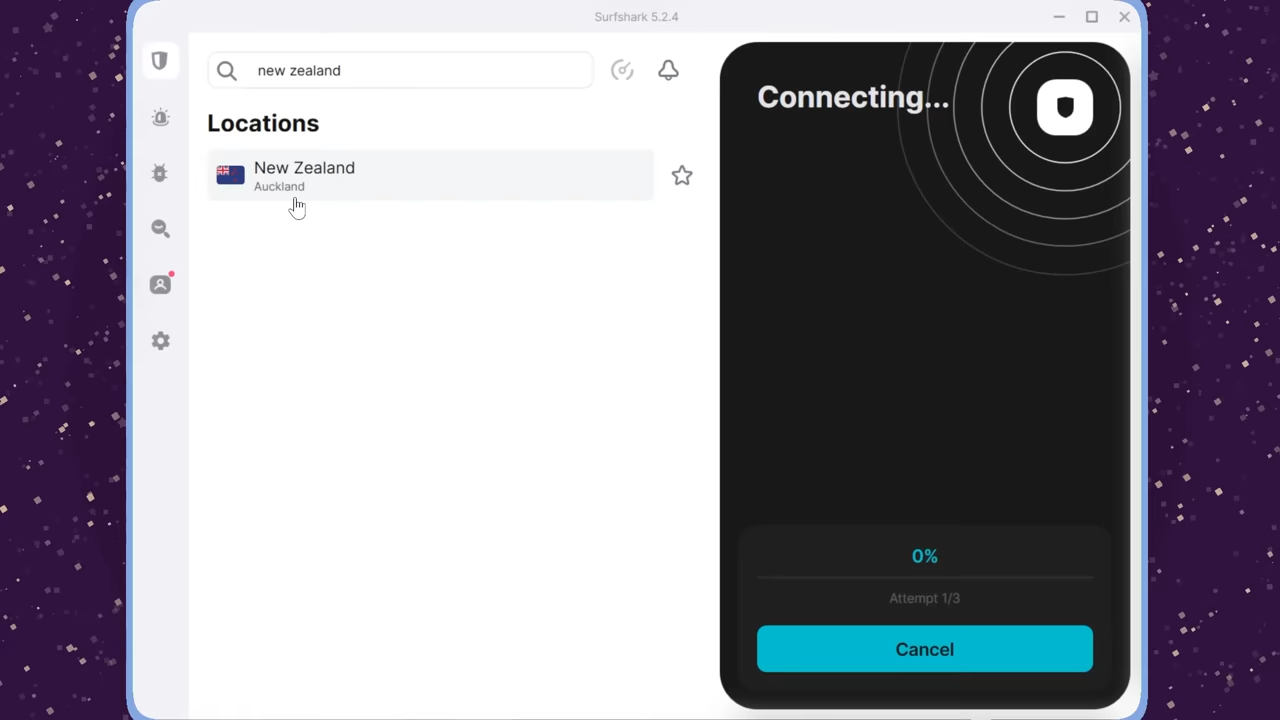 Surfshark 5.2.4
new zealand
Locations
New Zealand
Auckland
Connecting...
0%
Attempt 1/3
Cancel